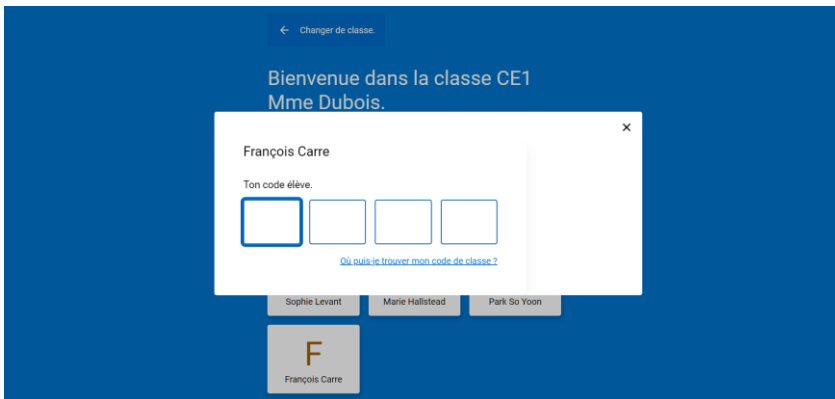 ← Changer de classe.
Bienvenue dans la classe CE1
Mme Dubois.
×
François Carre
Ton code élève.
Où puis-je trouver mon code de classe ?
Sophie Levant
Marie Hallstead
Park So Yoon
F
François Carre